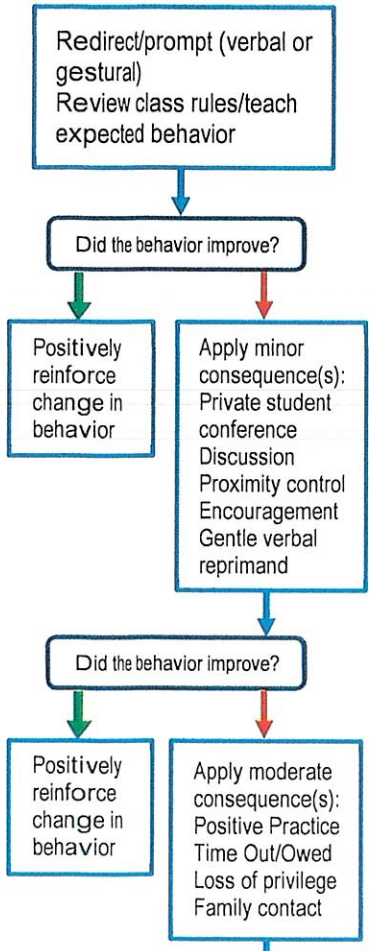 Redirect/prompt (verbal or
gestural)
Review class rules/teach
expected behavior
Did the behavior improve?
Positively
reinforce
change in
behavior
Apply minor
consequence(s):
Private student
conference
Discussion
Proximity control
Encouragement
Gentle verbal
reprimand
Did the behavior improve?
Positively
reinforce
change in
behavior
Apply moderate
consequence(s):
Positive Practice
Time Out/Owed
Loss of privilege
Family contact